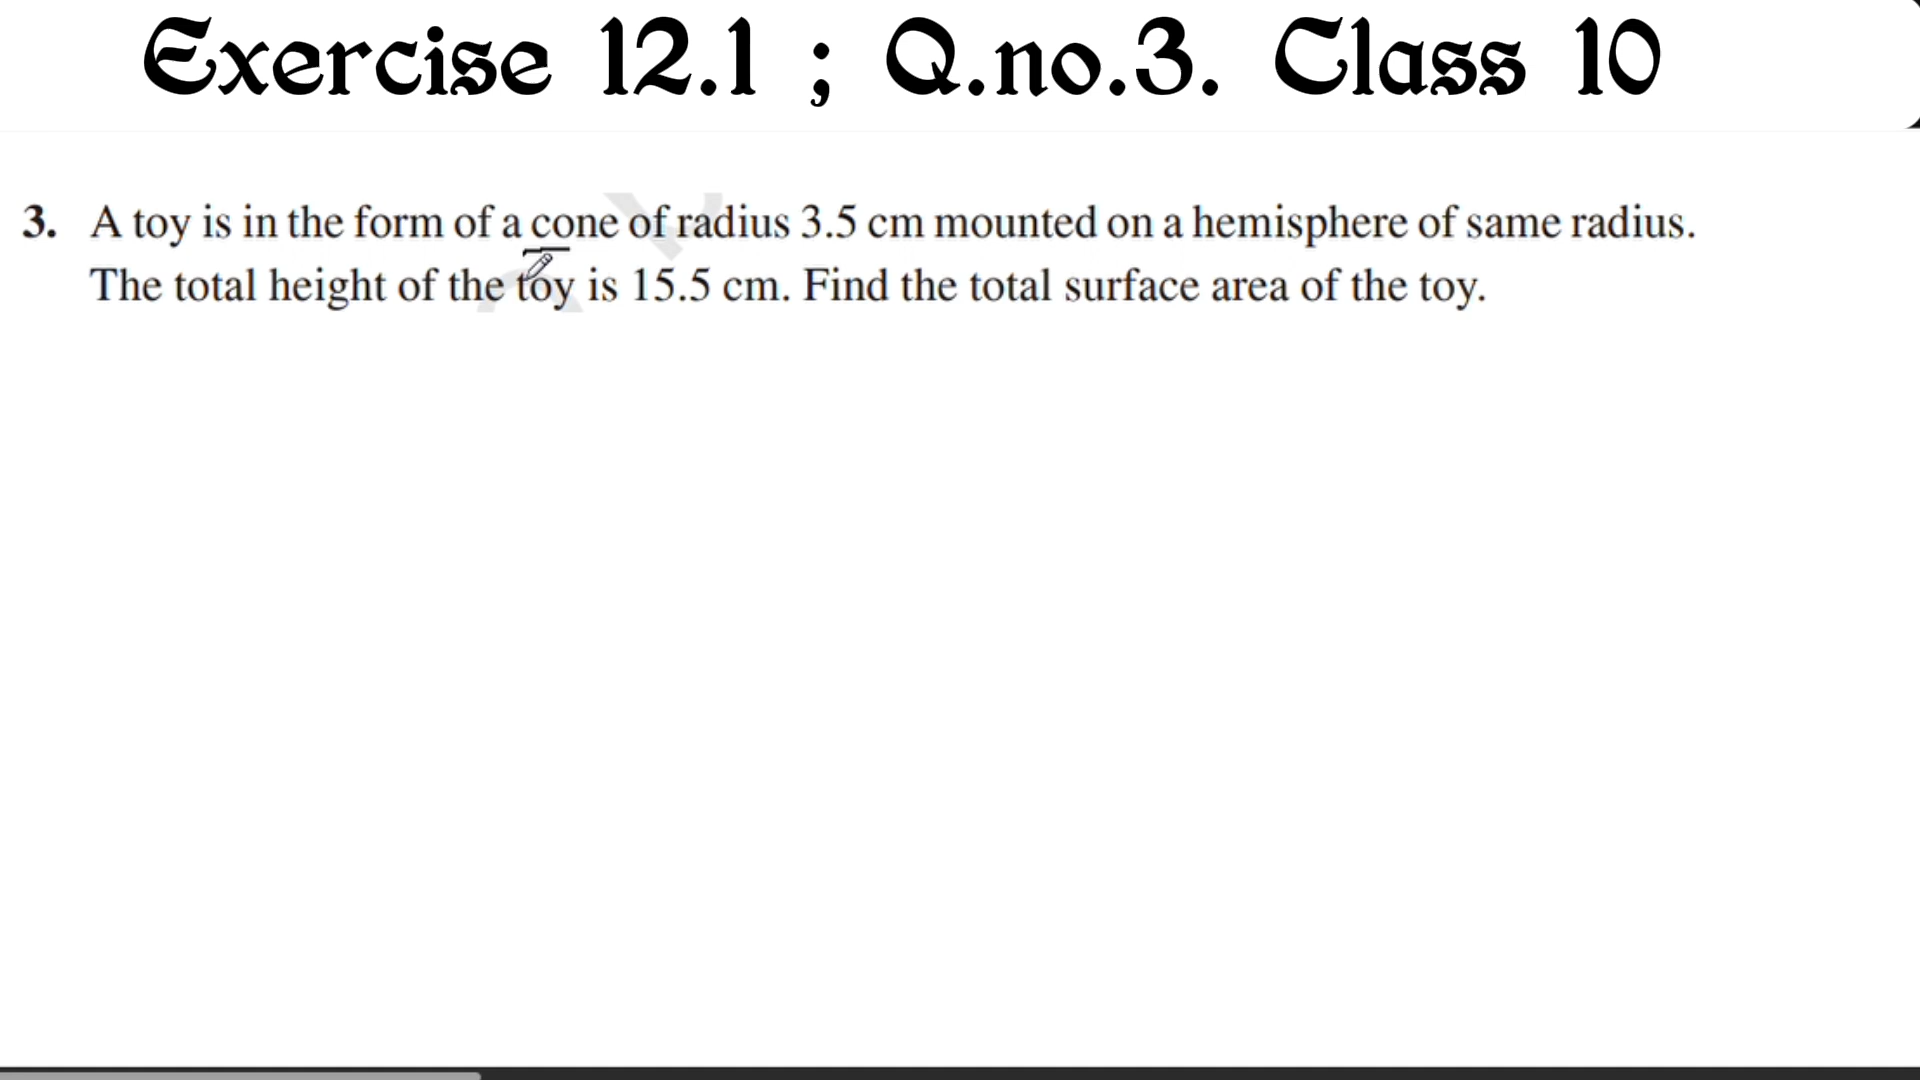 Exercise 12.1 ; Q.no.3. Class 10
3. A toy is in the form of a cone of radius 3.5 cm mounted on a hemisphere of same radius.
The total height of the toy is 15.5 cm. Find the total surface area of the toy.